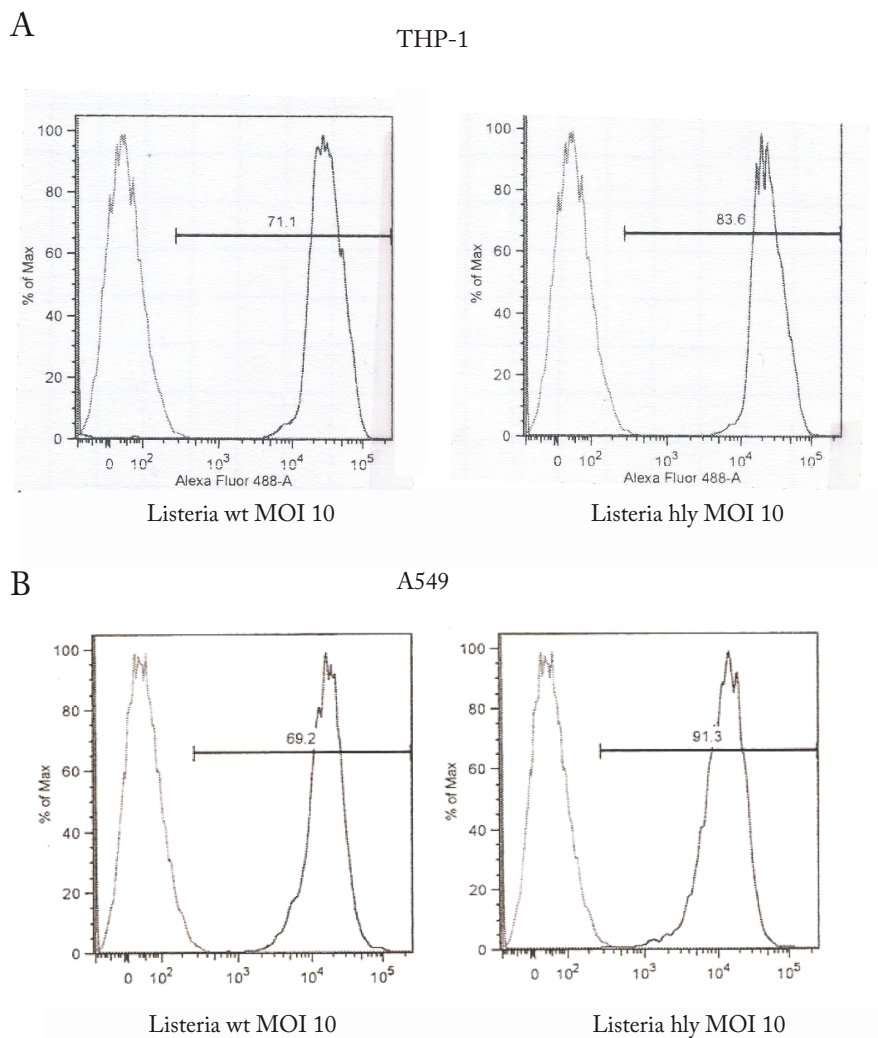 A
THP-1
% of Max
100
80
60
40
20
0
71.1
0 10² 10³ 10⁴ 10⁵
Alexa Fluor 488-A
Listeria wt MOI 10
% of Max
100
80
60
40
20
0
83.6
0 10² 10³ 10⁴ 10⁵
Alexa Fluor 488-A
Listeria hly MOI 10
B
A549
% of Max
100
80
60
40
20
0
69.2
0 10² 10³ 10⁴ 10⁵
Listeria wt MOI 10
% of Max
100
80
60
40
20
0
91.3
0 10² 10³ 10⁴ 10⁵
Listeria hly MOI 10